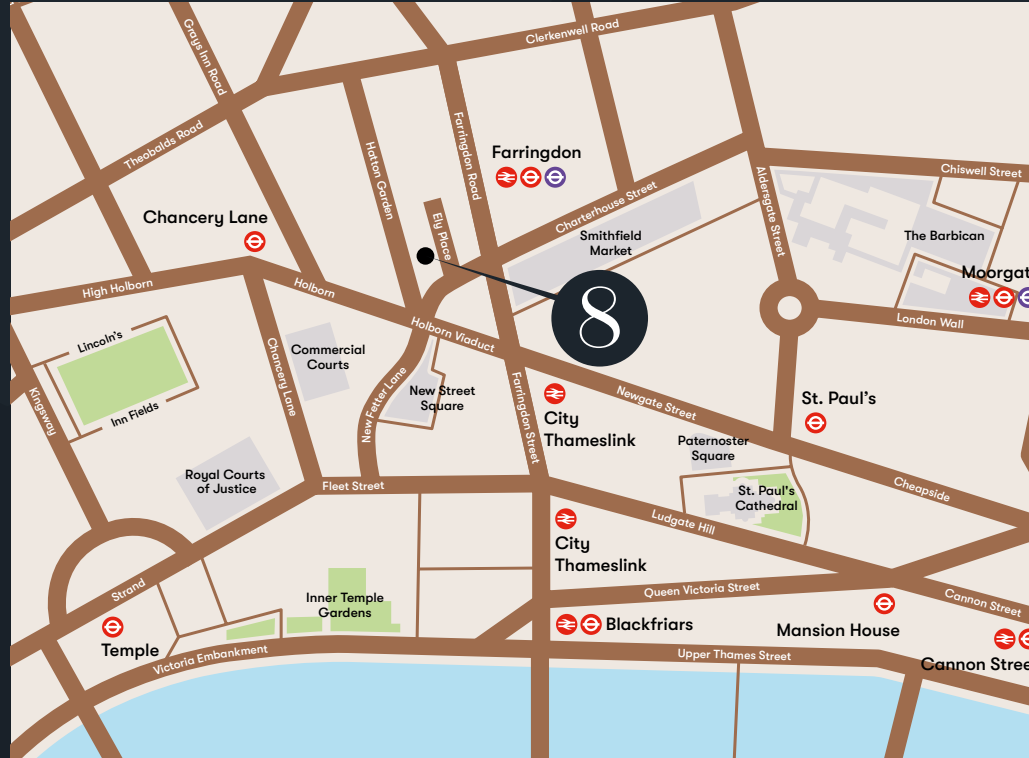 Grays Inn Road
Clerkenwell Road
Theobalds Road
Hatton Garden
Farringdon Road
Farringdon
Ely Place
Charterhouse Street
Smithfield
Market
Aldersgate Street
Chiswell Street
The Barbican
Moorgat
London Wall
Chancery Lane
High Holborn
Holborn
Holborn Viaduct
8
Lincoln's
Inn Fields
Kingsway
Chancery Lane
Commercial
Courts
New Fetter Lane
New Street
Square
Farringdon Street
City
Thameslink
Newgate Street
St. Paul's
Paternoster
Square
Cheapside
Royal Courts
of Justice
Fleet Street
St. Paul's
Cathedral
Ludgate Hill
City
Thameslink
Strand
Inner Temple
Gardens
Queen Victoria Street
Cannon Street
Temple
Blackfriars
Mansion House
Victoria Embankment
Upper Thames Street
Cannon Stree